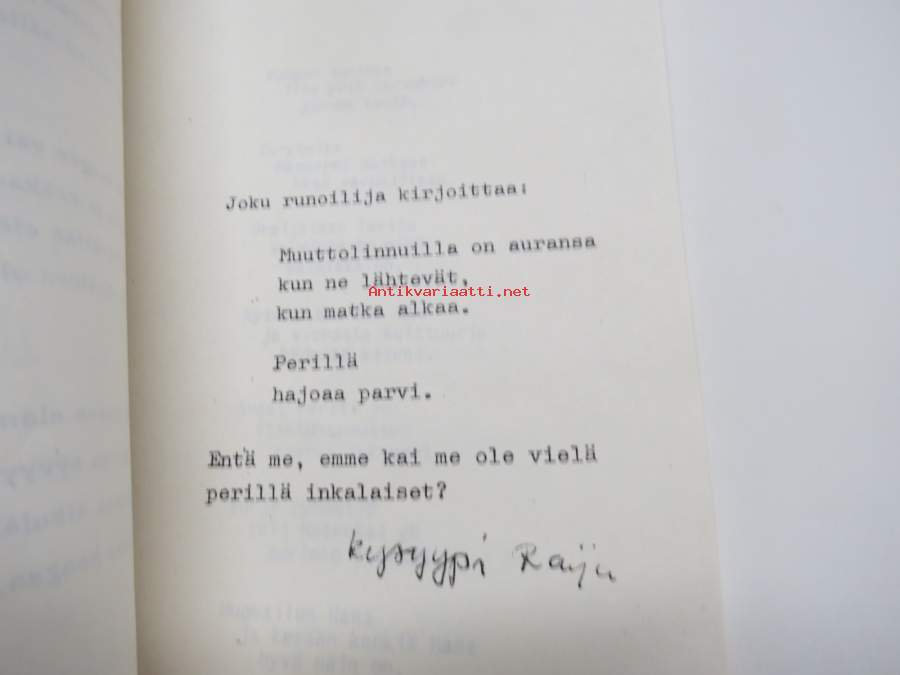 Joku runoilija kirjoittaa:
Muuttolinnuilla on auransa
kun ne lähtevät,
Antikvariaatti.net
kun matka alkaa.
Perillä
hajoaa parvi.
Entä me, emme kai me ole vielä
perillä inkalaiset?
kysyypi Raiju